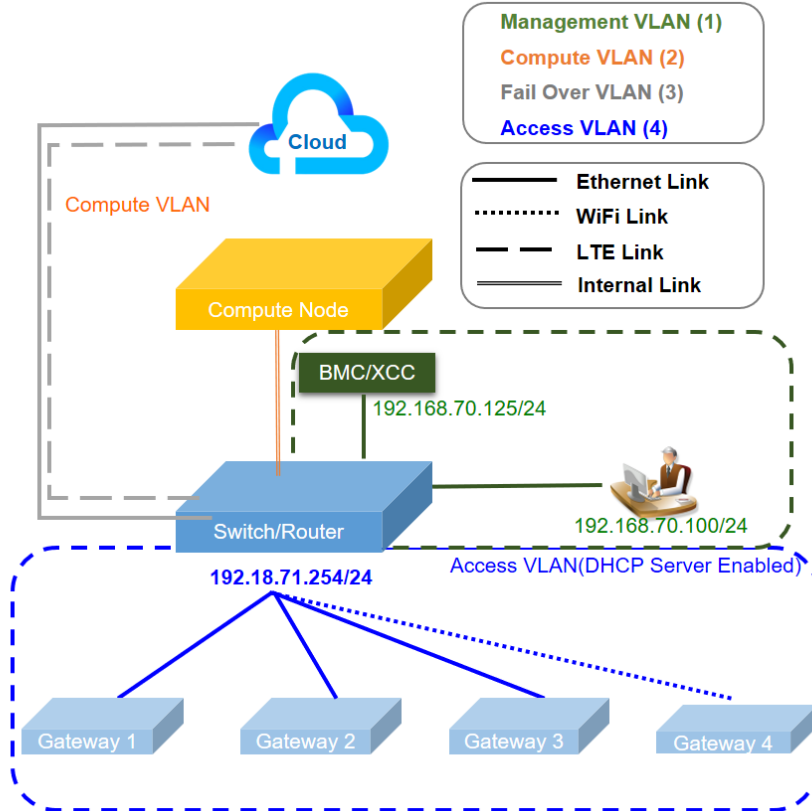 Management VLAN (1)
Compute VLAN (2)
Fail Over VLAN (3)
Access VLAN (4)
Cloud
Ethernet Link
WiFi Link
LTE Link
Internal Link
Compute VLAN
Compute Node
BMC/XCC
192.168.70.125/24
Switch/Router
192.168.70.100/24
Access VLAN(DHCP Server Enabled)
192.18.71.254/24
Gateway 1
Gateway 2
Gateway 3
Gateway 4